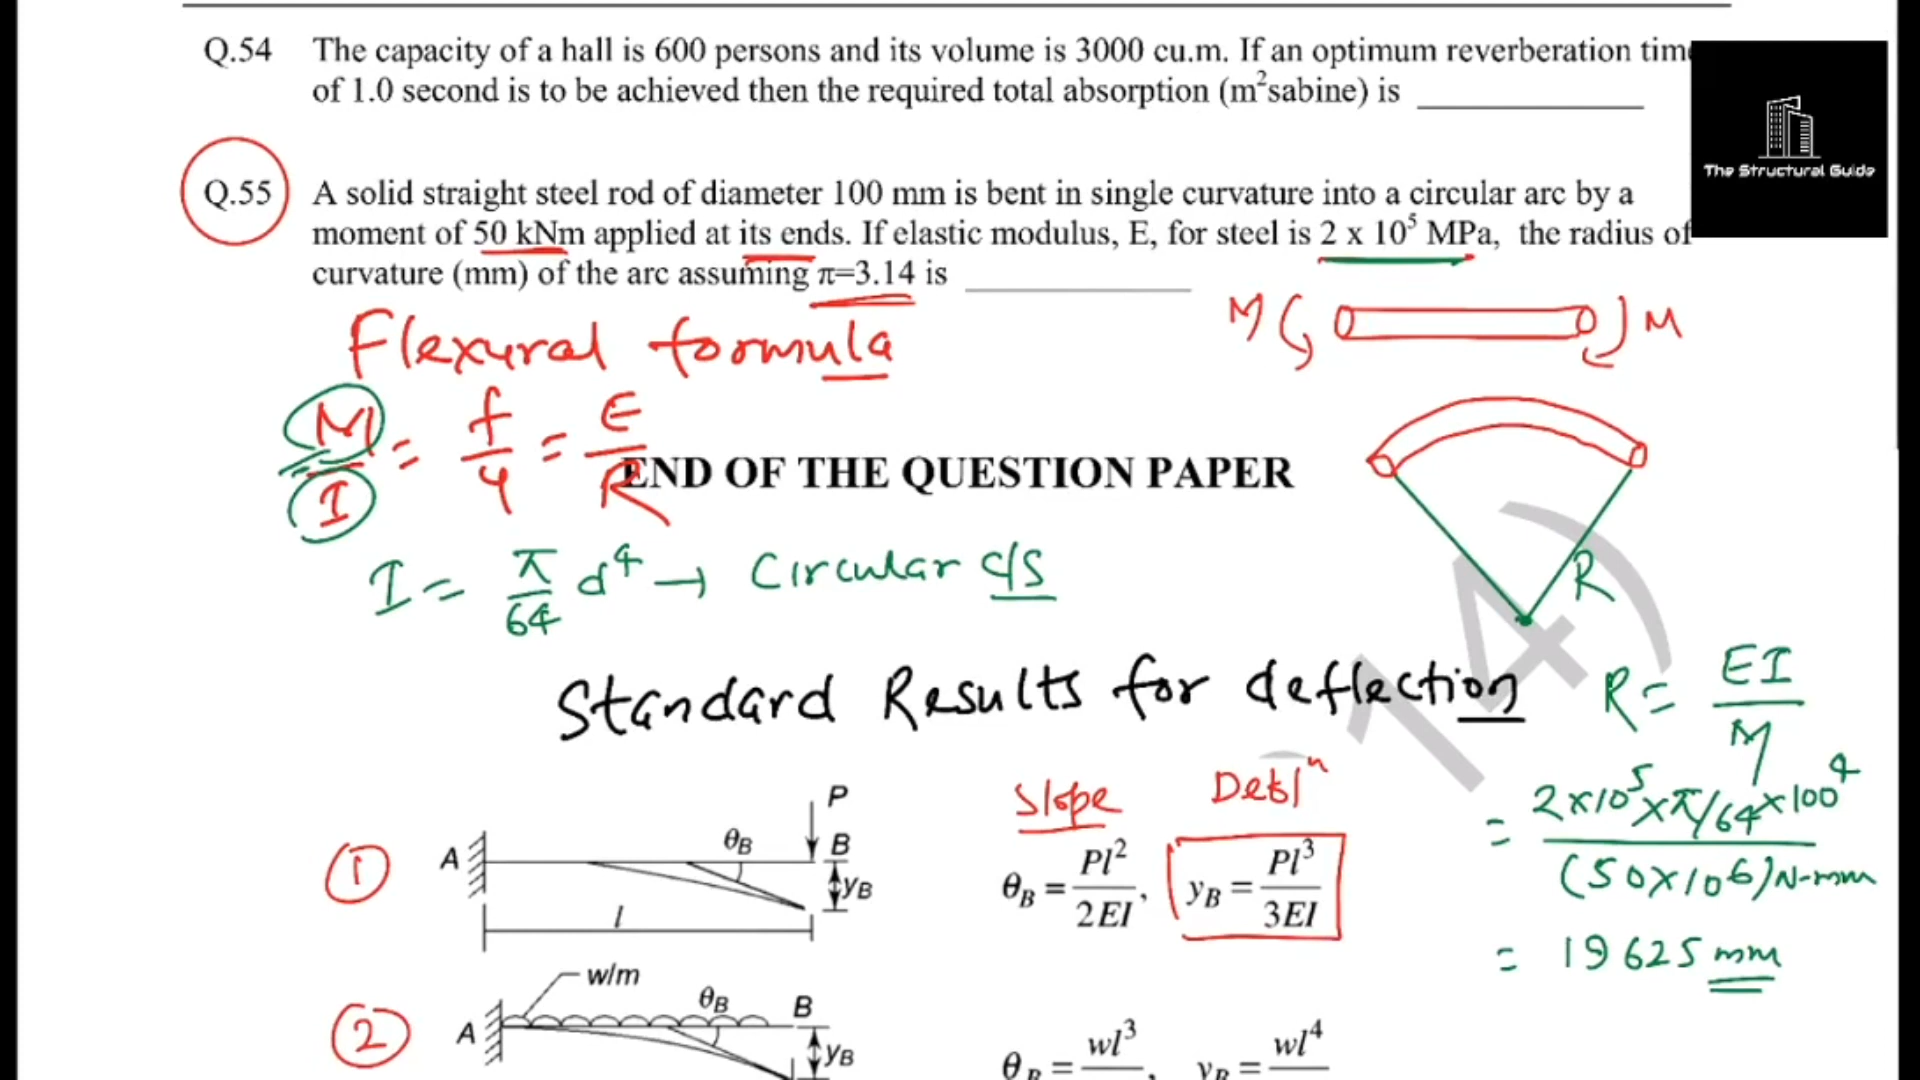 Q.54 The capacity of a hall is 600 persons and its volume is 3000 cu.m. If an optimum reverberation tim
of 1.0 second is to be achieved then the required total absorption (m²sabine) is ____________
The Structural Guide
Q.55 A solid straight steel rod of diameter 100 mm is bent in single curvature into a circular arc by a
moment of 50 kNm applied at its ends. If elastic modulus, E, for steel is 2 x 10⁵ MPa, the radius of
curvature (mm) of the arc assuming π=3.14 is ____________
Flexural formula
M M
M/I = f/y = E/R
END OF THE QUESTION PAPER
I = π/64 d⁴ → Circular c/s
R
14)
Standard Results for deflection
R = EI/M
= 2×10⁵×π/64×100⁴ / (50×10⁶) N-mm
= 19625 mm
Slope Deflⁿ
① A θB P B yB l
θB = Pl²/2EI, yB = Pl³/3EI
② A w/m θB B yB
θB = wl³ , yB = wl⁴